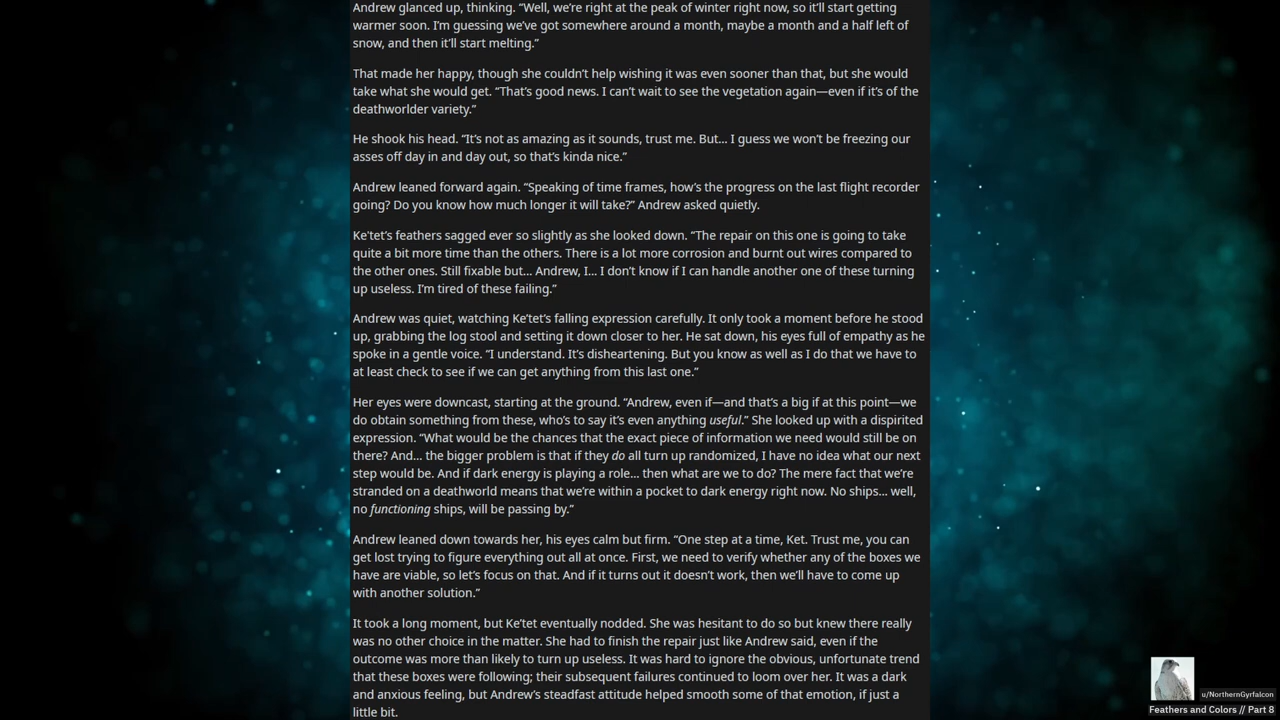 Andrew glanced up, thinking. “Well, we’re right at the peak of winter right now, so it’ll start getting
warmer soon. I’m guessing we’ve got somewhere around a month, maybe a month and a half left of
snow, and then it’ll start melting.”
That made her happy, though she couldn’t help wishing it was even sooner than that, but she would
take what she would get. “That’s good news. I can’t wait to see the vegetation again—even if it’s of the
deathworlder variety.”
He shook his head. “It’s not as amazing as it sounds, trust me. But... I guess we won’t be freezing our
asses off day in and day out, so that’s kinda nice.”
Andrew leaned forward again. “Speaking of time frames, how’s the progress on the last flight recorder
going? Do you know how much longer it will take?” Andrew asked quietly.
Ke’tet’s feathers sagged ever so slightly as she looked down. “The repair on this one is going to take
quite a bit more time than the others. There is a lot more corrosion and burnt out wires compared to
the other ones. Still fixable but... Andrew, I... I don’t know if I can handle another one of these turning
up useless. I’m tired of these failing.”
Andrew was quiet, watching Ke’tet’s falling expression carefully. It only took a moment before he stood
up, grabbing the log stool and setting it down closer to her. He sat down, his eyes full of empathy as he
spoke in a gentle voice. “I understand. It’s disheartening. But you know as well as I do that we have to
at least check to see if we can get anything from this last one.”
Her eyes were downcast, starting at the ground. “Andrew, even if—and that’s a big if at this point—we
do obtain something from these, who’s to say it’s even anything useful.” She looked up with a dispirited
expression. “What would be the chances that the exact piece of information we need would still be on
there? And... the bigger problem is that if they do all turn up randomized, I have no idea what our next
step would be. And if dark energy is playing a role... then what are we to do? The mere fact that we’re
stranded on a deathworld means that we’re within a pocket to dark energy right now. No ships... well,
no functioning ships, will be passing by.”
Andrew leaned down towards her, his eyes calm but firm. “One step at a time, Ket. Trust me, you can
get lost trying to figure everything out all at once. First, we need to verify whether any of the boxes we
have are viable, so let’s focus on that. And if it turns out it doesn’t work, then we’ll have to come up
with another solution.”
It took a long moment, but Ke’tet eventually nodded. She was hesitant to do so but knew there really
was no other choice in the matter. She had to finish the repair just like Andrew said, even if the
outcome was more than likely to turn up useless. It was hard to ignore the obvious, unfortunate trend
that these boxes were following; their subsequent failures continued to loom over her. It was a dark
and anxious feeling, but Andrew’s steadfast attitude helped smooth some of that emotion, if just a
little bit.
u/NorthernGyrfalcon
Feathers and Colors // Part 8